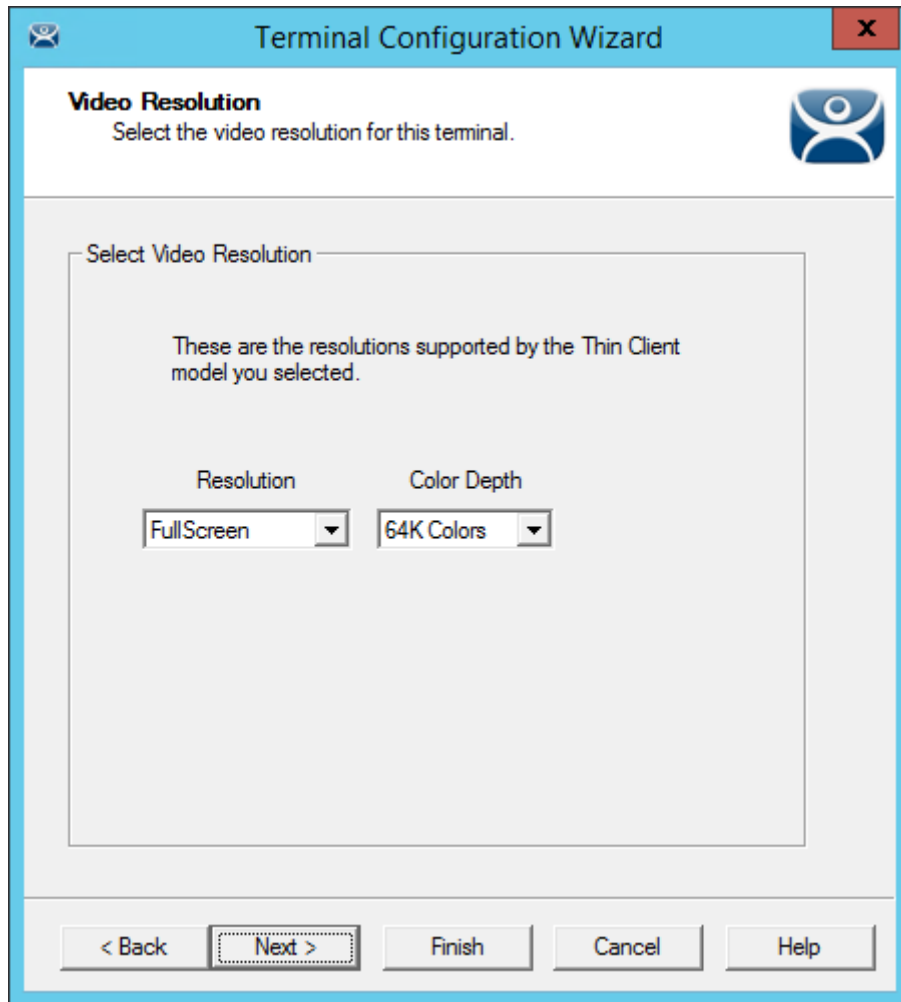 Terminal Configuration Wizard
x
Video Resolution
Select the video resolution for this terminal.
Select Video Resolution
These are the resolutions supported by the Thin Client
model you selected.
Resolution Color Depth
FullScreen 64K Colors
< Back Next > Finish Cancel Help